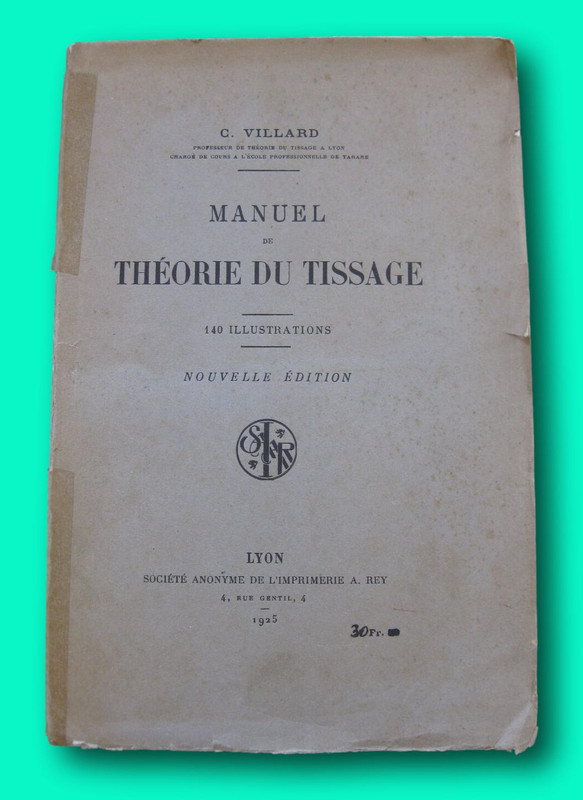 C. VILLARD
PROFESSEUR DE THÉORIE DU TISSAGE A LYON
CHARGÉ DE COURS A L'ÉCOLE PROFESSIONNELLE DE TARARE
MANUEL
DE
THÉORIE DU TISSAGE
140 ILLUSTRATIONS
NOUVELLE ÉDITION
LYON
SOCIÉTÉ ANONYME DE L'IMPRIMERIE A. REY
4, RUE GENTIL, 4
1925
30 Fr.